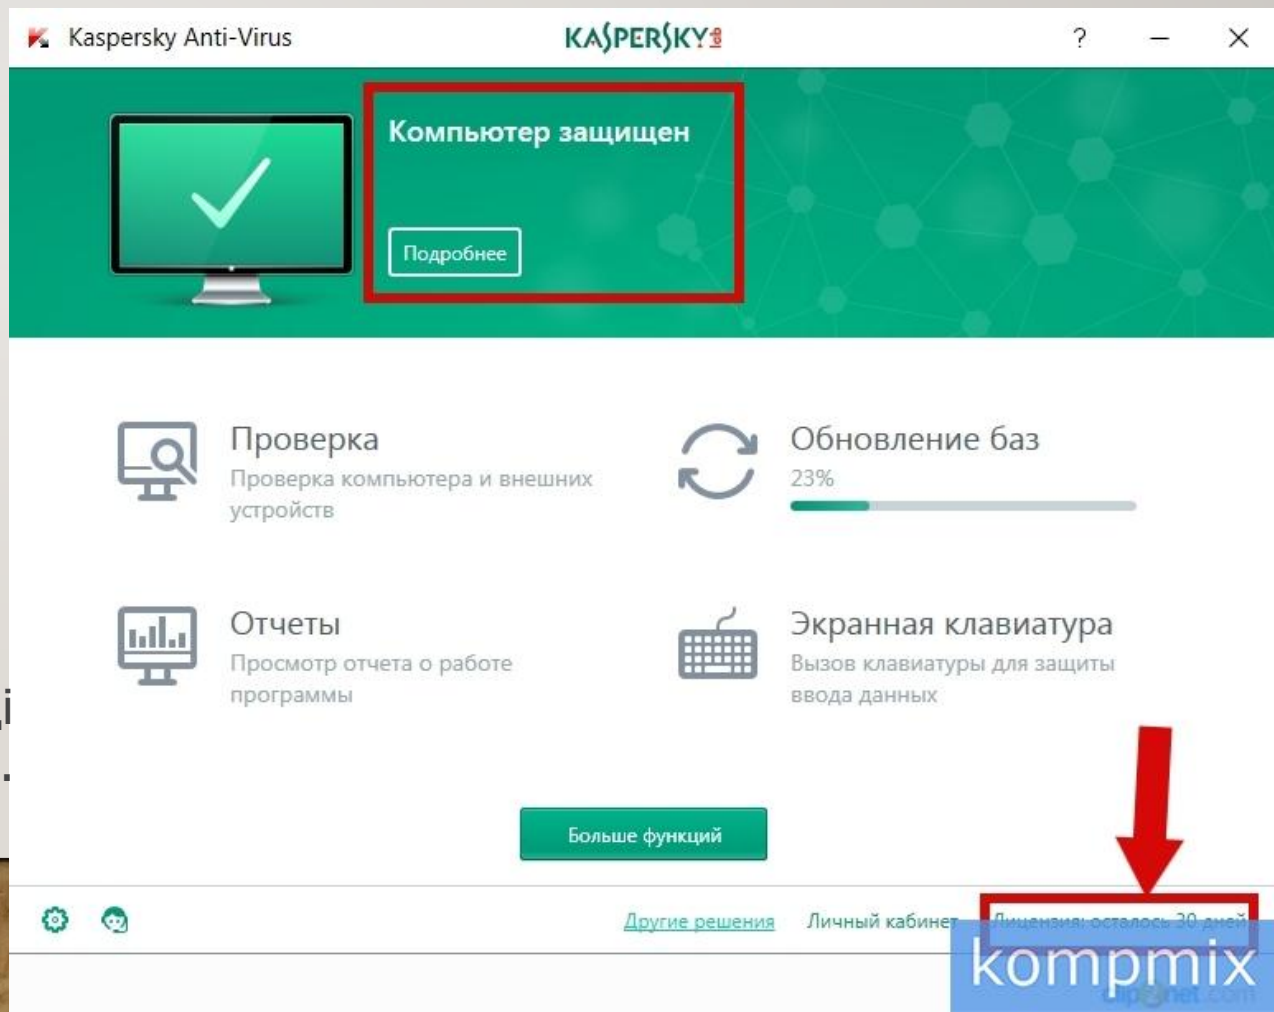 Kaspersky Anti-Virus
KASPERSKY lab
?
Компьютер защищен
Подробнее
Проверка
Проверка компьютера и внешних
устройств
Обновление баз
23%
Отчеты
Просмотр отчета о работе
программы
Экранная клавиатура
Вызов клавиатуры для защиты
ввода данных
Больше функций
Другие решения
Личный кабинет
Лицензия: осталось 30 дней
kompmix